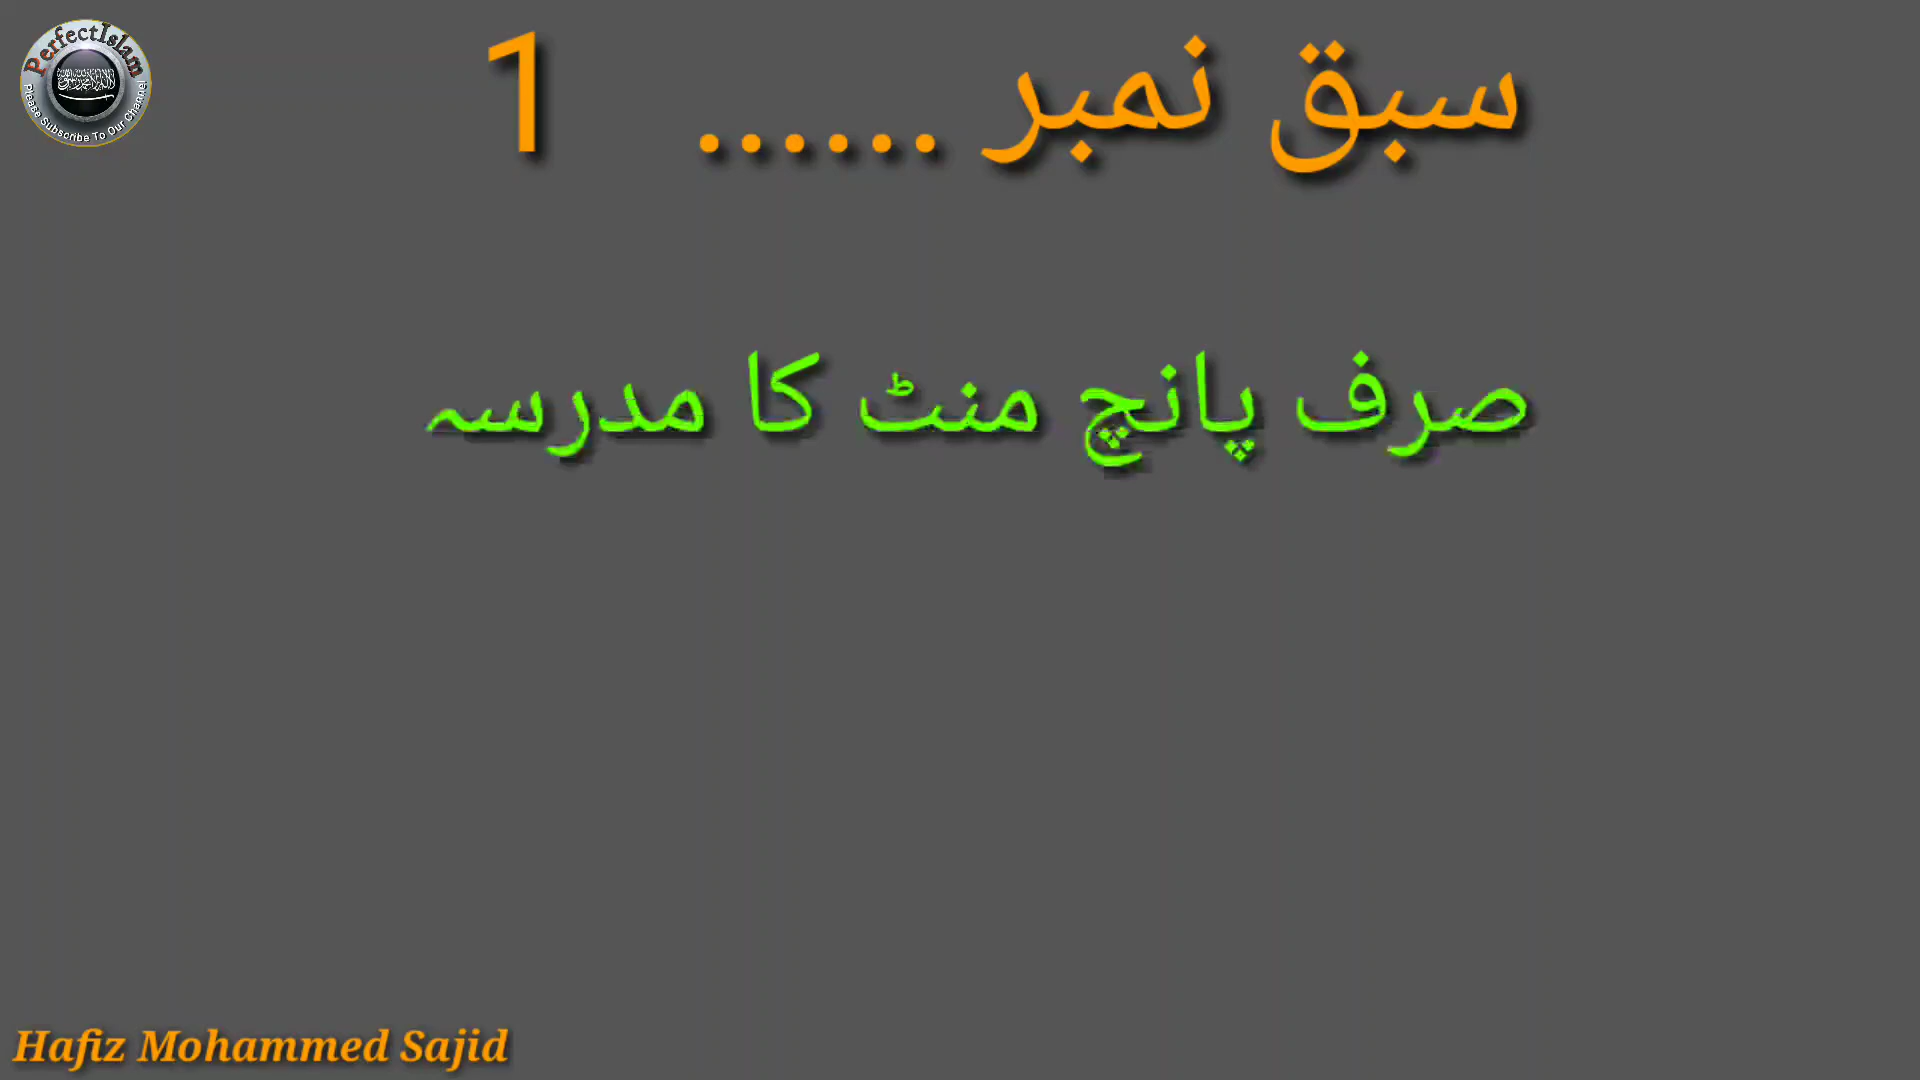 PerfectIslam
Please Subscribe To Our Channel
سبق نمبر ...... 1
صرف پانچ منٹ کا مدرسہ
Hafiz Mohammed Sajid